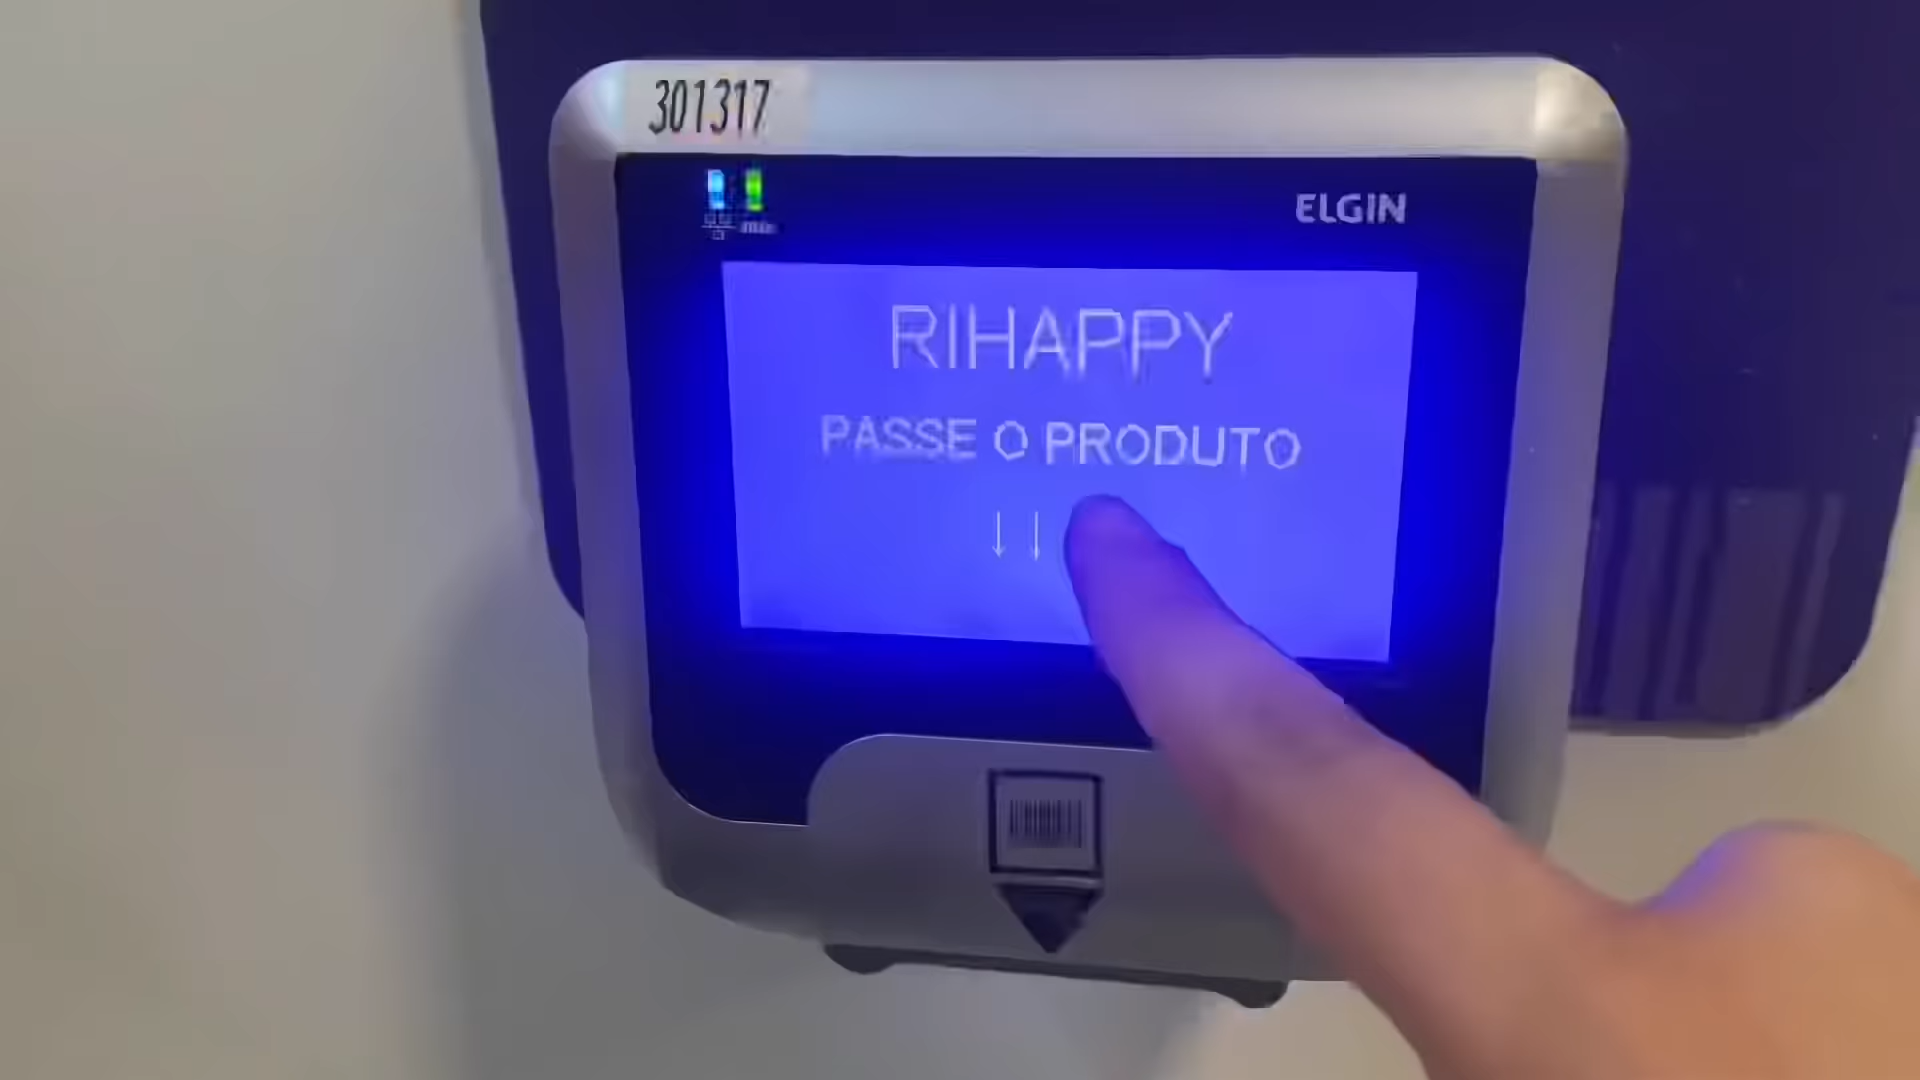 301317
ELGIN
RIHAPPY
PASSE O PRODUTO
↓↓